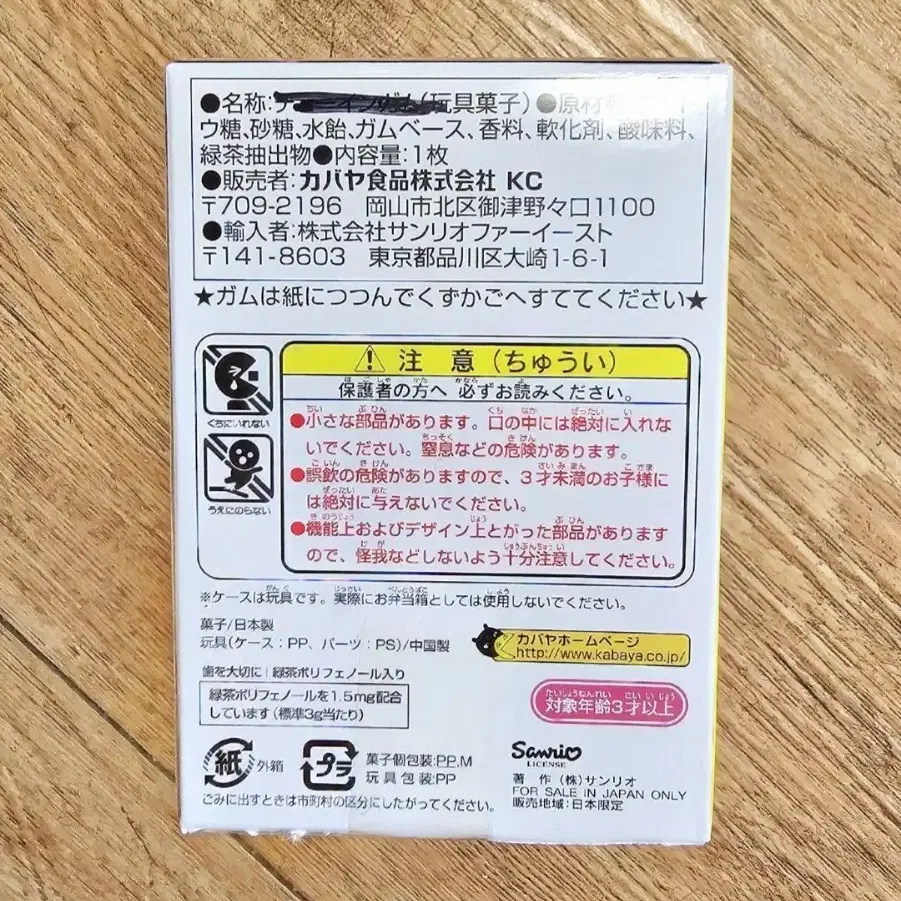 ●名称:チューインガム(玩具菓子)●原材料
ウ糖、砂糖、水飴、ガムベース、香料、軟化剤、酸味料、
緑茶抽出物●内容量:1枚
●販売者:カバヤ食品株式会社 KC
〒709-2196 岡山市北区御津野々口1100
●輸入者:株式会社サンリオファーイースト
〒141-8603 東京都品川区大崎1-6-1
★ガムは紙につつんでくずかごへすててください★
くちにいれない
うえにのらない
⚠ 注意(ちゅうい)
保護者の方へ 必ずお読みください。
●小さな部品があります。口の中には絶対に入れな
いでください。窒息などの危険があります。
●誤飲の危険がありますので、3才未満のお子様に
は絶対に与えないでください。
●機能上およびデザイン上とがった部品があります
ので、怪我などしないよう十分注意してください。
※ケースは玩具です。実際にお弁当箱としては使用しないでください。
菓子/日本製
玩具(ケース:PP、パーツ:PS)/中国製
カバヤホームページ
http://www.kabaya.co.jp/
歯を大切に!緑茶ポリフェノール入り
緑茶ポリフェノールを1.5mg配合
しています(標準3g当たり)
対象年齢3才以上
紙 外箱
プラ 菓子個包装:PP,M
玩具包装:PP
ごみに出すときは市町村の区分にしたがってください。
Sanrio
LICENSE
著作(株)サンリオ
FOR SALE IN JAPAN ONLY
販売地域:日本限定